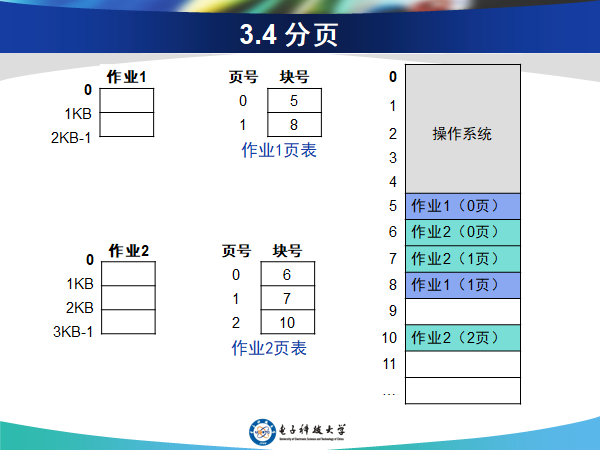 3.4 分页
作业1
0
1KB
2KB-1
页号 块号
0 5
1 8
作业1页表
作业2
0
1KB
2KB
3KB-1
页号 块号
0 6
1 7
2 10
作业2页表
0
1
2 操作系统
3
4
5 作业1（0页）
6 作业2（0页）
7 作业2（1页）
8 作业1（1页）
9
10 作业2（2页）
11
…
电子科技大学
University of Electronic Science and Technology of China